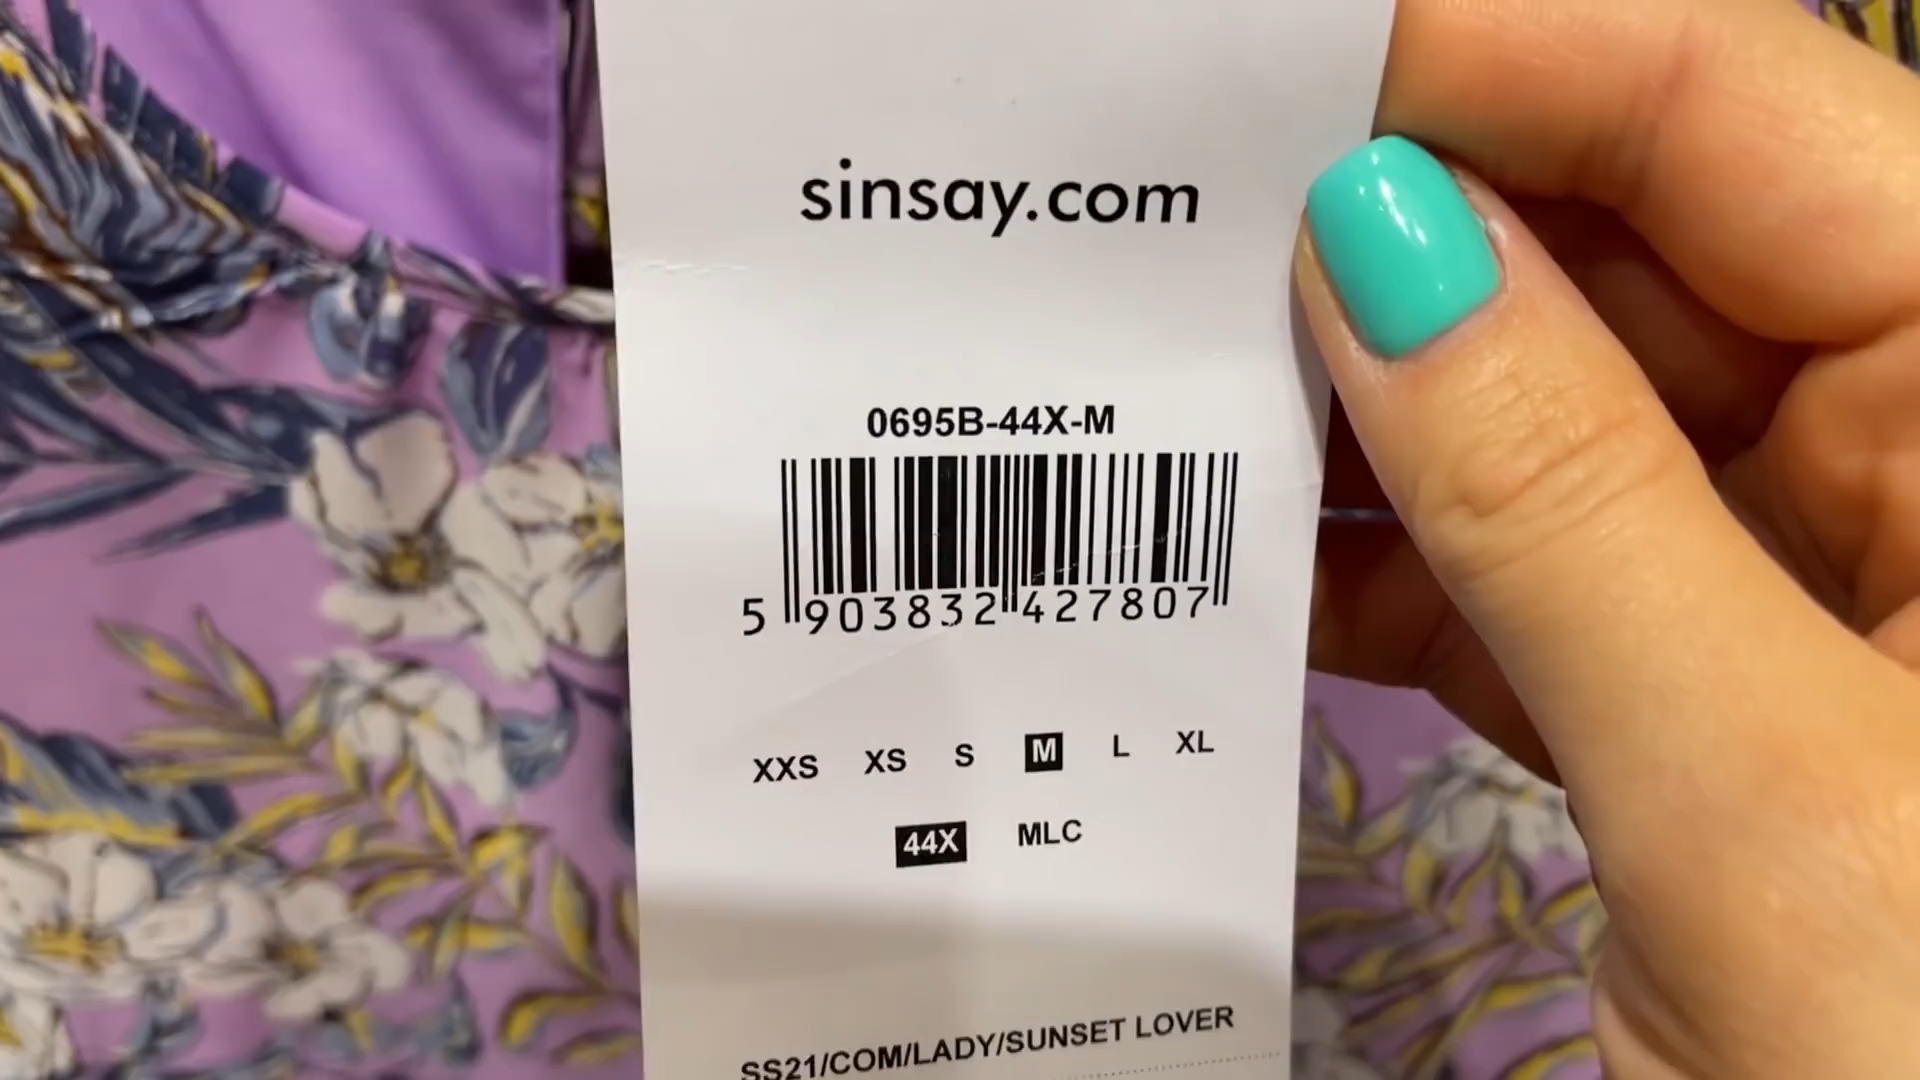 sinsay.com
0695B-44X-M
5 903832 427807
XXS XS S M L XL
44X MLC
SS21/COM/LADY/SUNSET LOVER